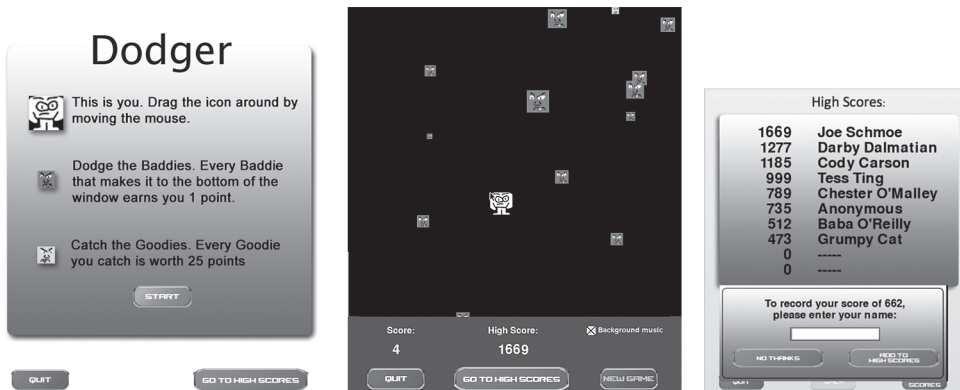 Dodger
This is you. Drag the icon around by
moving the mouse.
Dodge the Baddies. Every Baddie
that makes it to the bottom of the
window earns you 1 point.
Catch the Goodies. Every Goodie
you catch is worth 25 points
START
QUIT
GO TO HIGH SCORES
Score:
High Score:
Background music
4
1669
QUIT
GO TO HIGH SCORES
NEW GAME
High Scores:
1669 Joe Schmoe
1277 Darby Dalmatian
1185 Cody Carson
999 Tess Ting
789 Chester O'Malley
735 Anonymous
512 Baba O'Reilly
473 Grumpy Cat
0 -----
0 -----
To record your score of 662,
please enter your name:
NO THANKS
ADD TO
HIGH SCORES
QUIT
SCORES